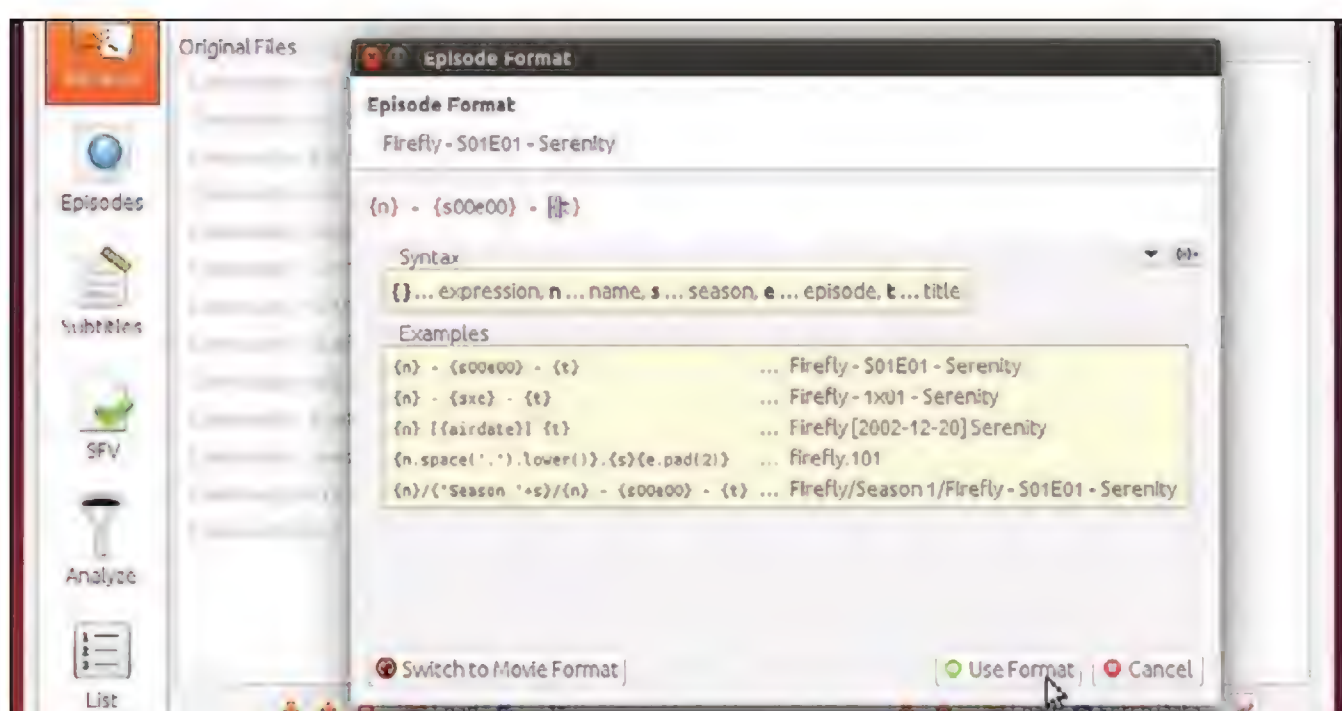 Original Files
Episode Format
Episode Format
Firefly - S01E01 - Serenity
Episodes
{n} - {s00e00} - {t}
Syntax
{} ... expression, n ... name, s ... season, e ... episode, t ... title
Subtitles
Examples
{n} - {s00e00} - {t} ... Firefly - S01E01 - Serenity
{n} - {sxe} - {t} ... Firefly - 1x01 - Serenity
{n} [{airdate}] {t} ... Firefly [2002-12-20] Serenity
SFV
{n.space('.').lower()}.{s}{e.pad(2)} ... firefly.101
{n}/{'Season '+s}/{n} - {s00e00} - {t} ... Firefly/Season 1/Firefly - S01E01 - Serenity
Analyze
Switch to Movie Format
Use Format
Cancel
List